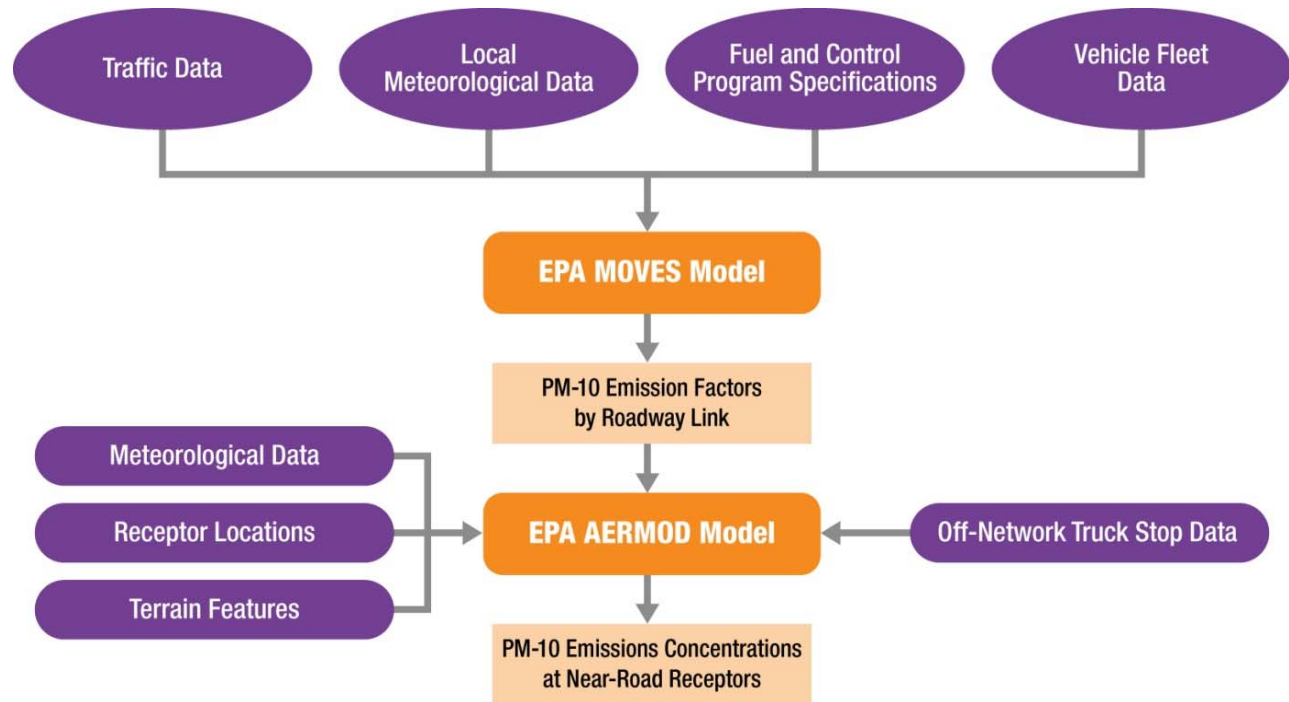 Traffic Data
Local
Meteorological Data
Fuel and Control
Program Specifications
Vehicle Fleet
Data
EPA MOVES Model
PM-10 Emission Factors
by Roadway Link
Meteorological Data
Receptor Locations
Terrain Features
EPA AERMOD Model
Off-Network Truck Stop Data
PM-10 Emissions Concentrations
at Near-Road Receptors